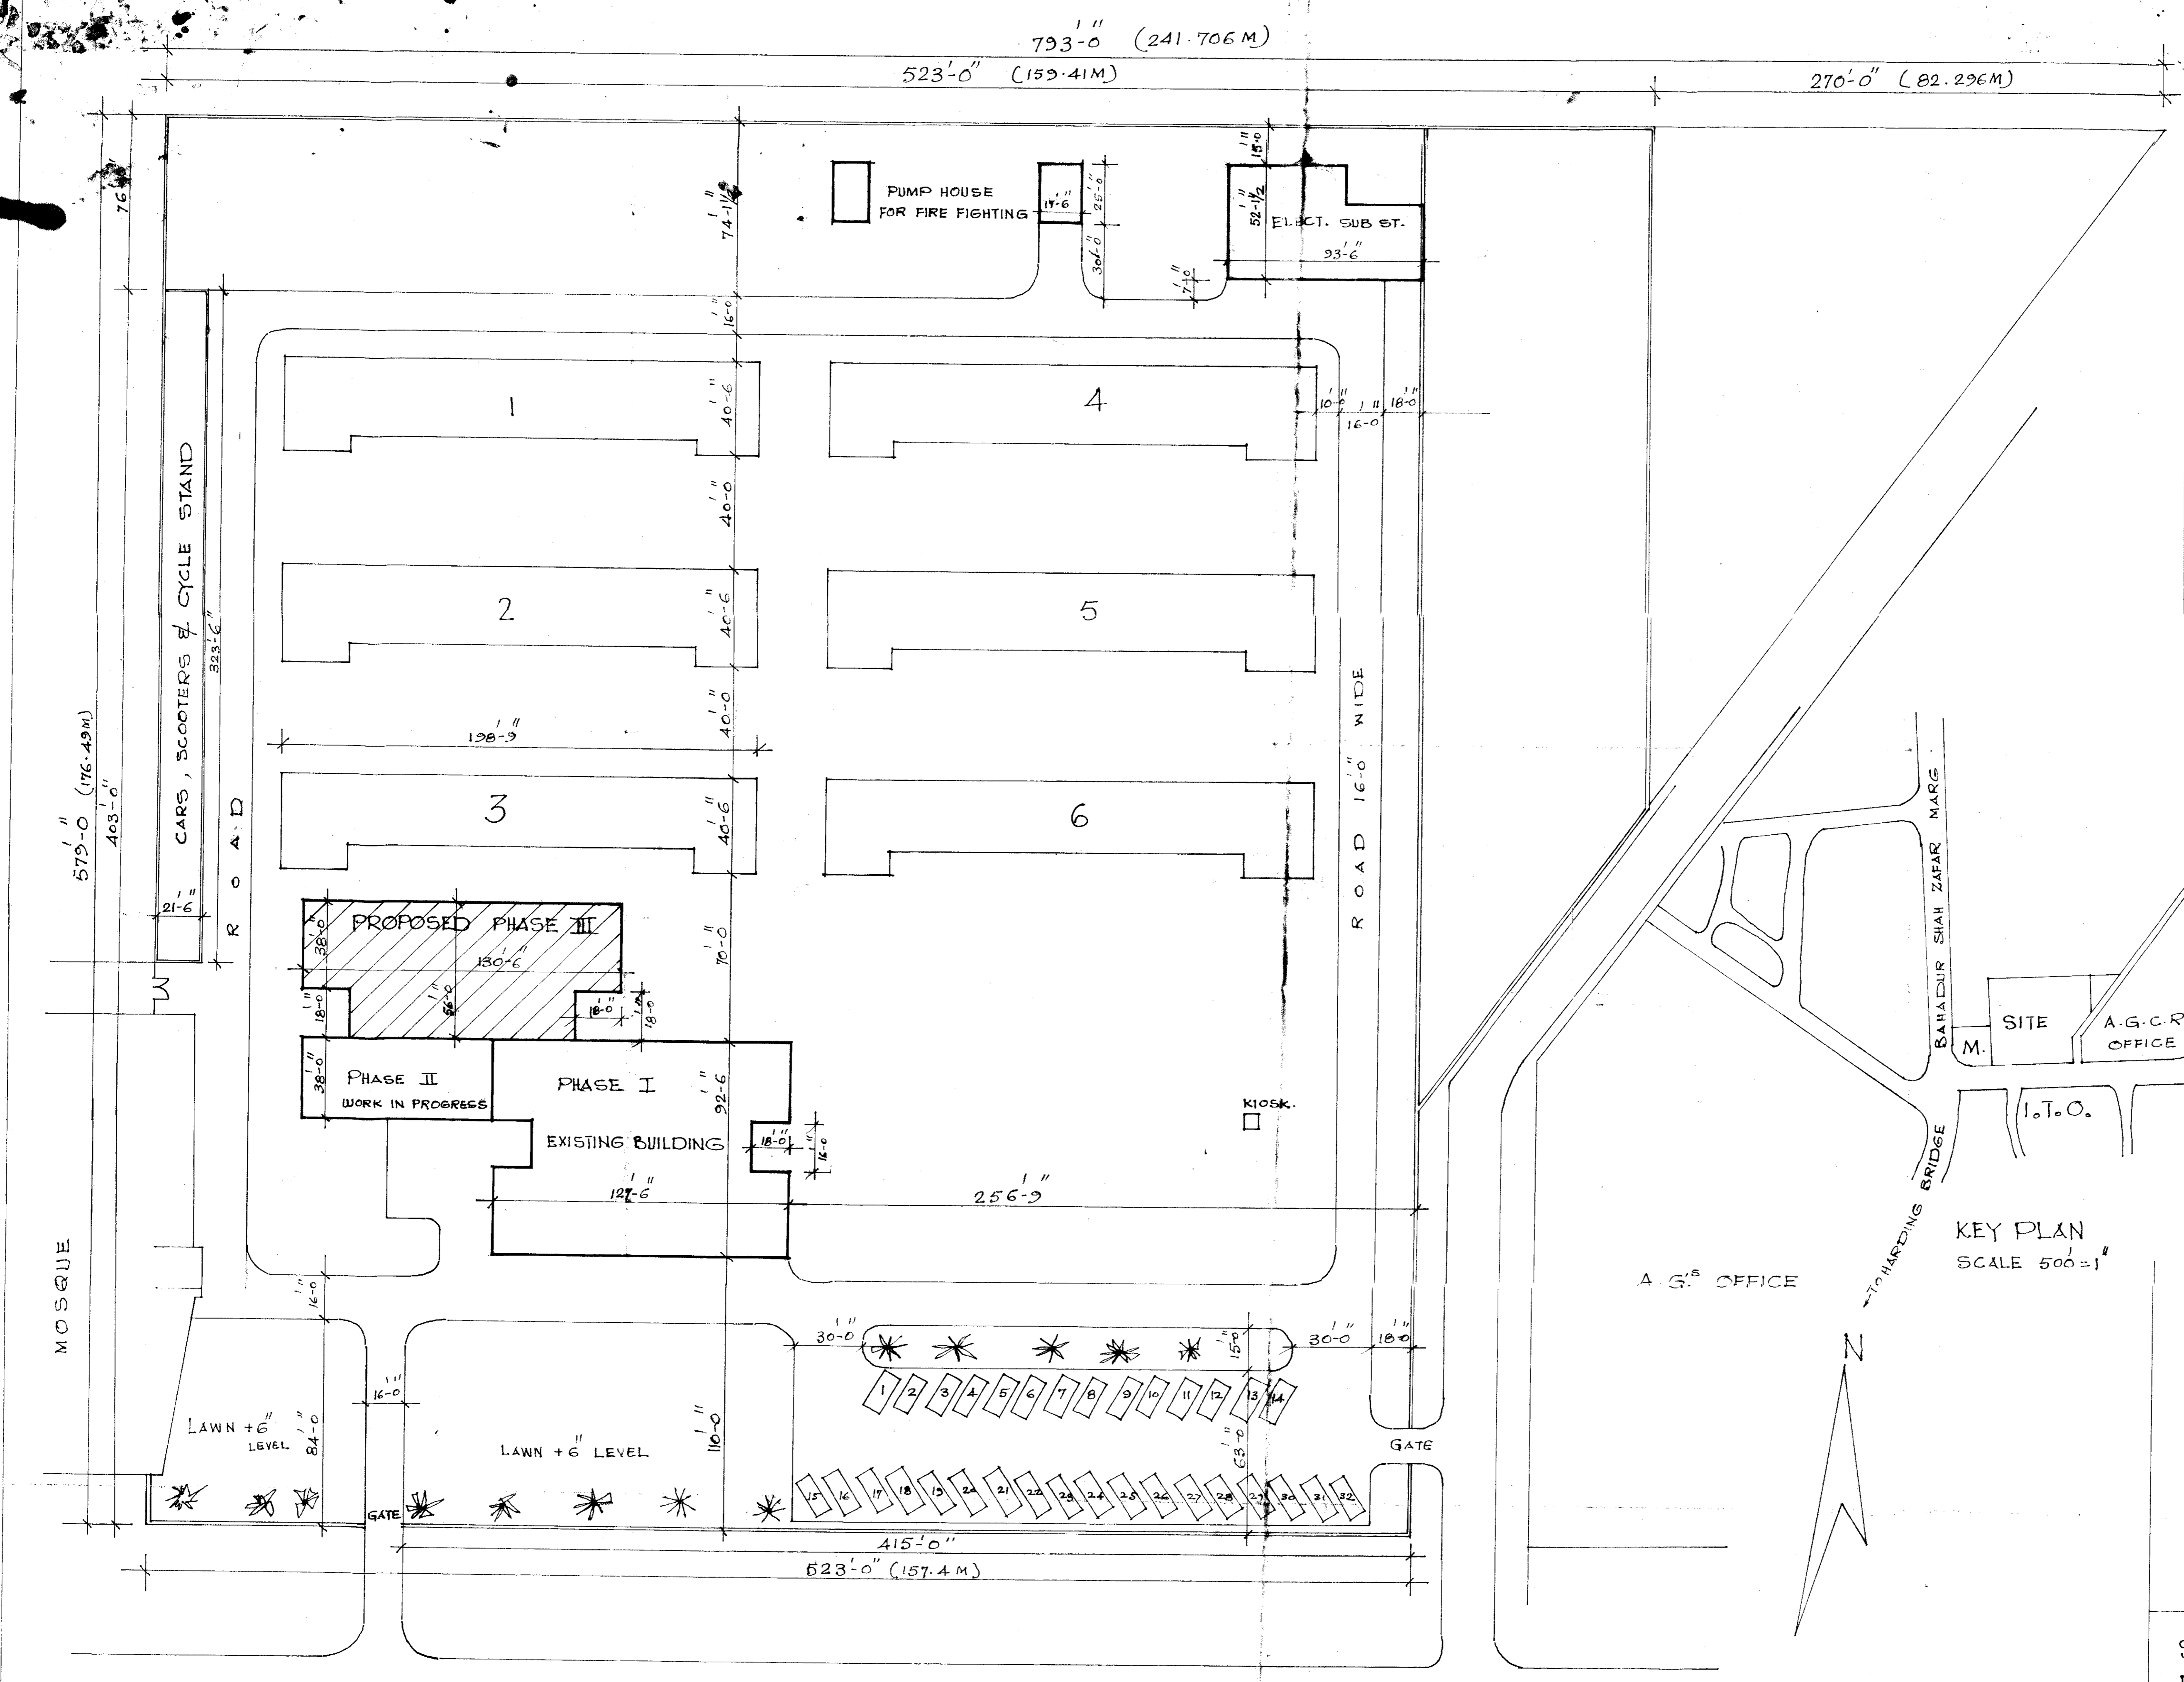 793'-0" (241.706 M)
523'-0" (159.41M)
270'-0" (82.296M)
15'-0"
PUMP HOUSE
FOR FIRE FIGHTING
25'-0"
52'-1½"
ELECT. SUB ST.
93'-6"
74'-1½"
30'-0"
7'-0"
16'-0"
1
40'-6"
4
10'-0"
16'-0"
18'-0"
40'-0"
CARS, SCOOTERS & CYCLE STAND
323'-6"
2
40'-6"
5
40'-0"
198'-9"
579'-0" (176.49M)
403'-0"
3
40'-6"
6
ROAD
ROAD 16'-0" WIDE
21'-6"
PROPOSED PHASE III
38'-0"
130'-6"
70'-0"
18'-0"
56'-0"
18'-0"
18'-0"
PHASE II
WORK IN PROGRESS
38'-0"
PHASE I
92'-6"
EXISTING BUILDING
18'-0"
16'-0"
KIOSK.
127'-6"
256'-9"
MOSQUE
16'-0"
30'-0"
15'-0"
30'-0"
18'-0"
16'-0"
1 2 3 4 5 6 7 8 9 10 11 12 13 14
LAWN +6"
LEVEL
84'-0"
LAWN +6" LEVEL
110'-0"
63'-0"
GATE
15 16 17 18 19 20 21 22 23 24 25 26 27 28 29 30 31 32
GATE
415'-0"
523'-0" (157.4 M)
BAHADUR SHAH ZAFAR MARG
SITE
A.G.C.R
OFFICE
M.
I.T.O.
TO HARDING BRIDGE
KEY PLAN
SCALE 500'=1"
A.G'S OFFICE
N